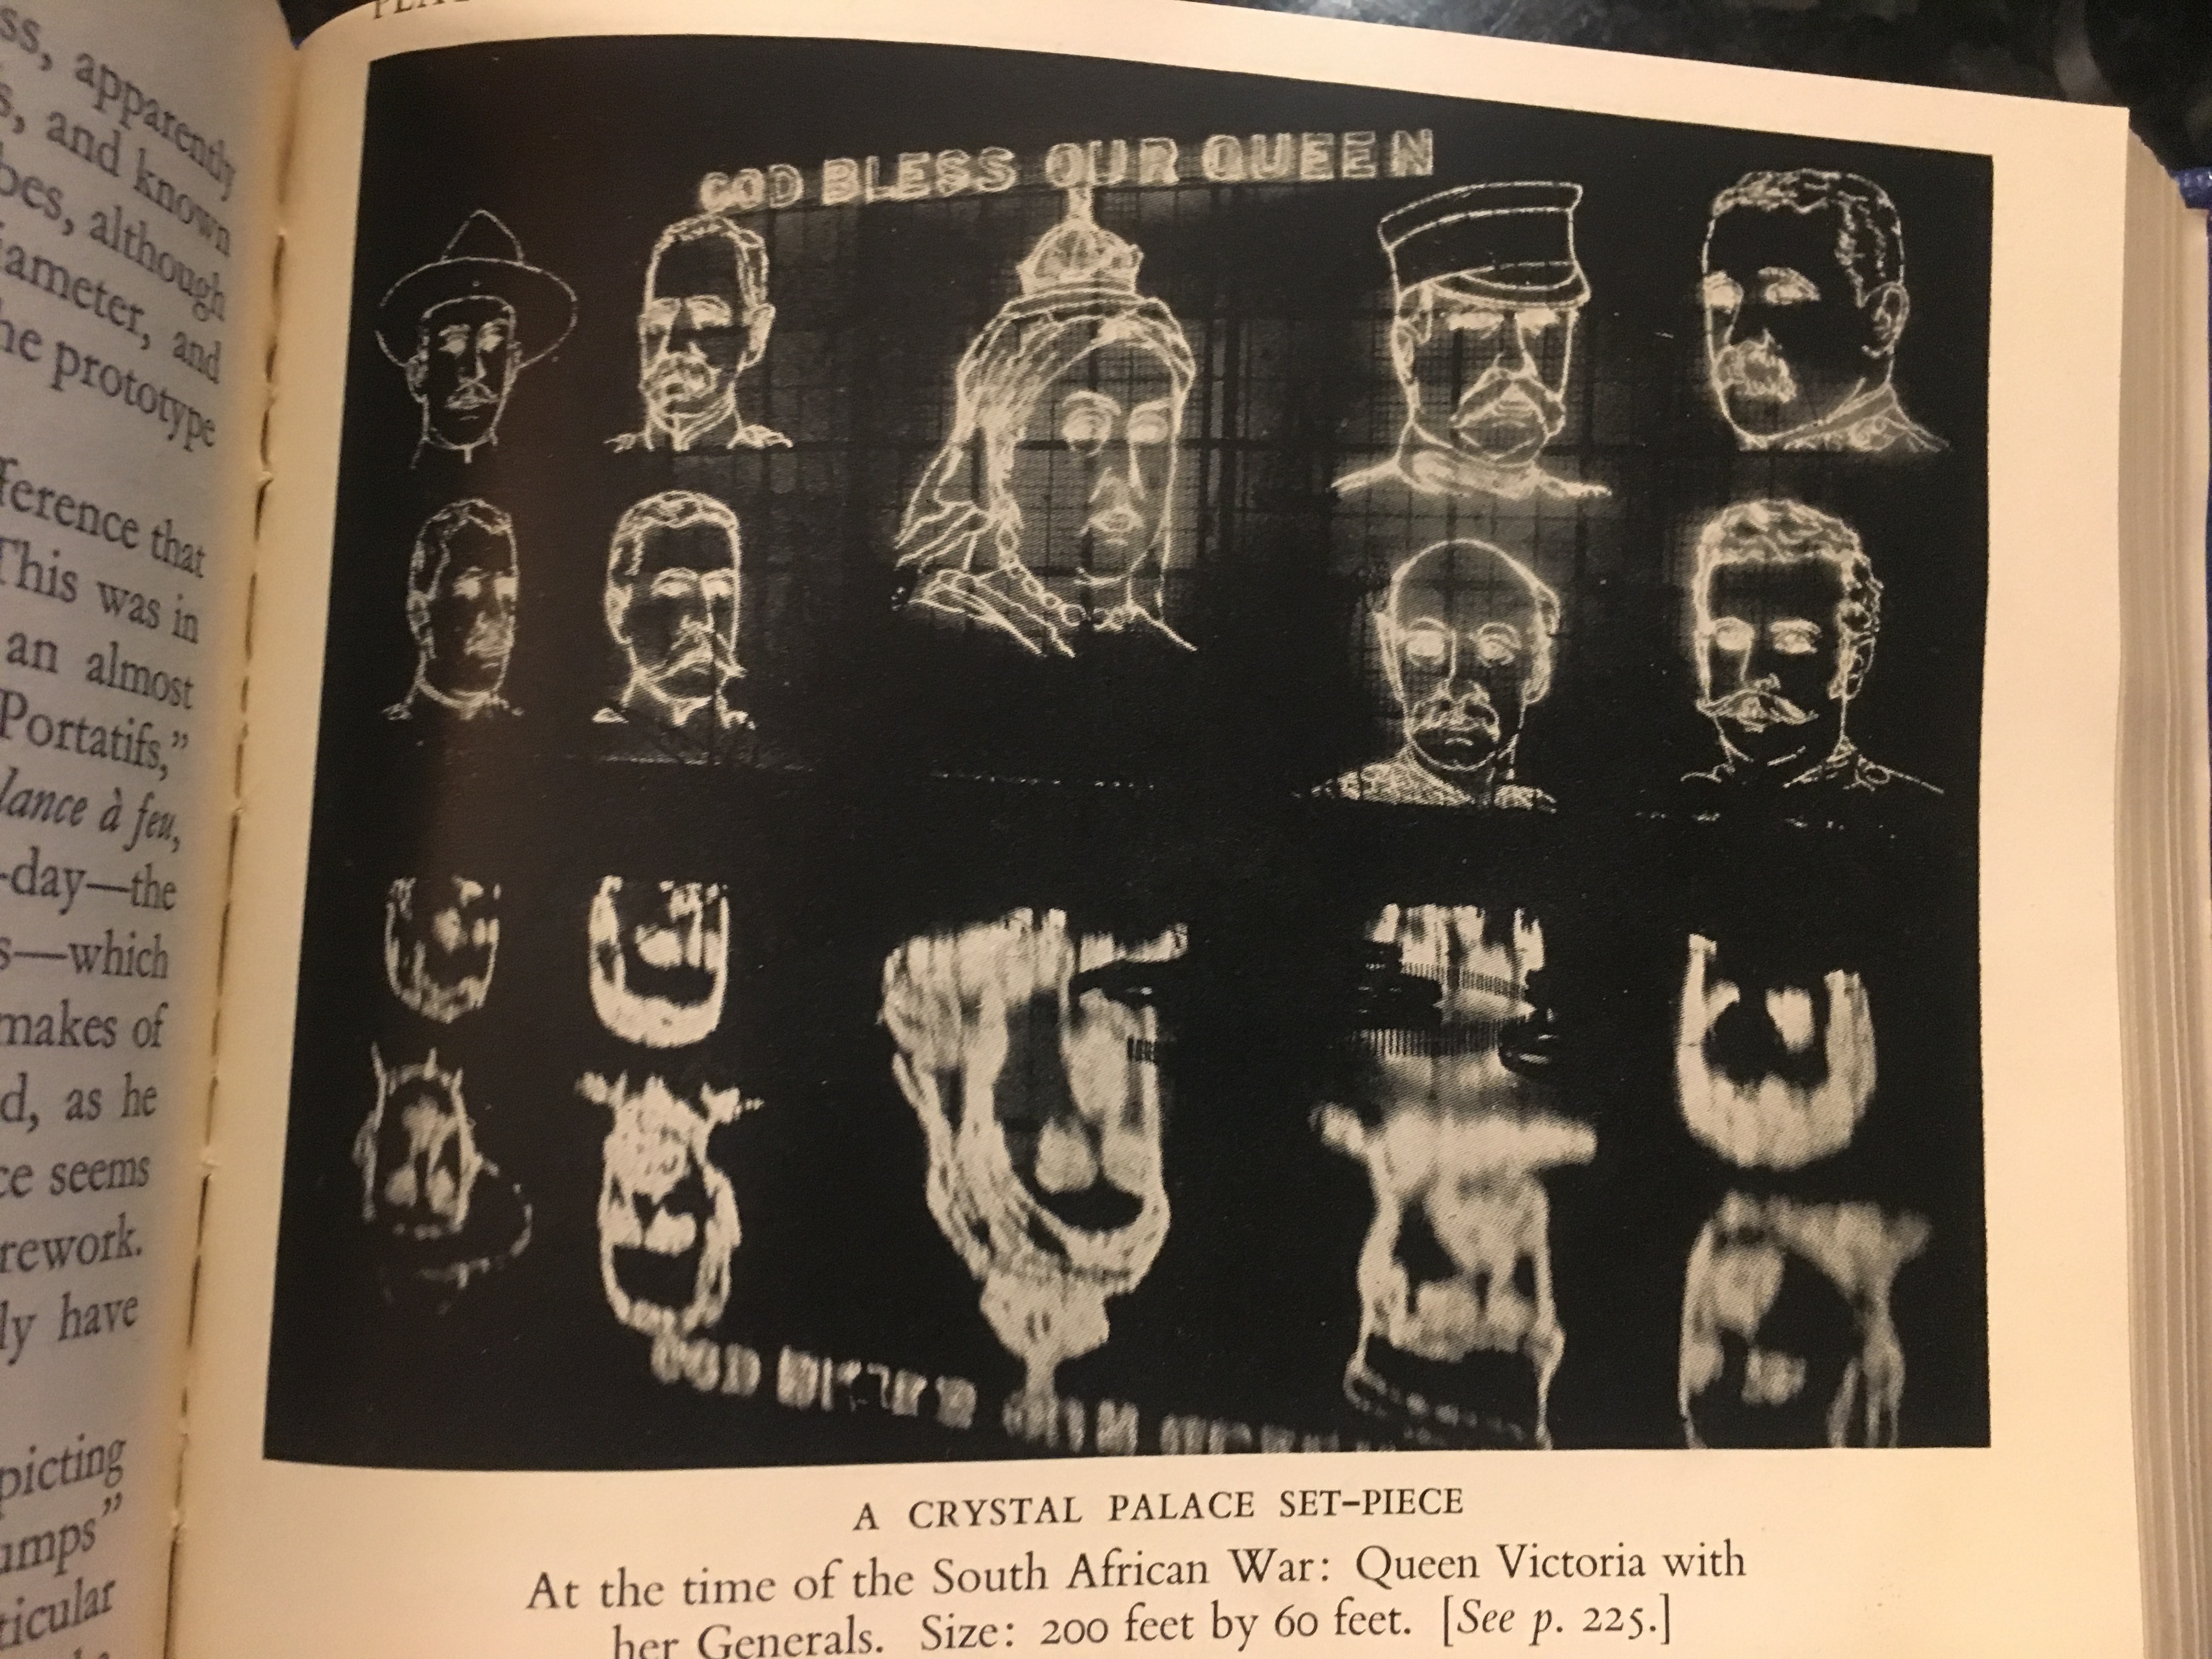 ss, apparently
s, and known
bes, although
iameter, and
he prototype
ference that
This was in
an almost
Portatifs,”
lance à feu,
-day—the
s—which
makes of
d, as he
ce seems
rework.
ly have
picting
umps”
ticular
GOD BLESS OUR QUEEN
A CRYSTAL PALACE SET-PIECE
At the time of the South African War: Queen Victoria with
her Generals. Size: 200 feet by 60 feet. [See p. 225.]